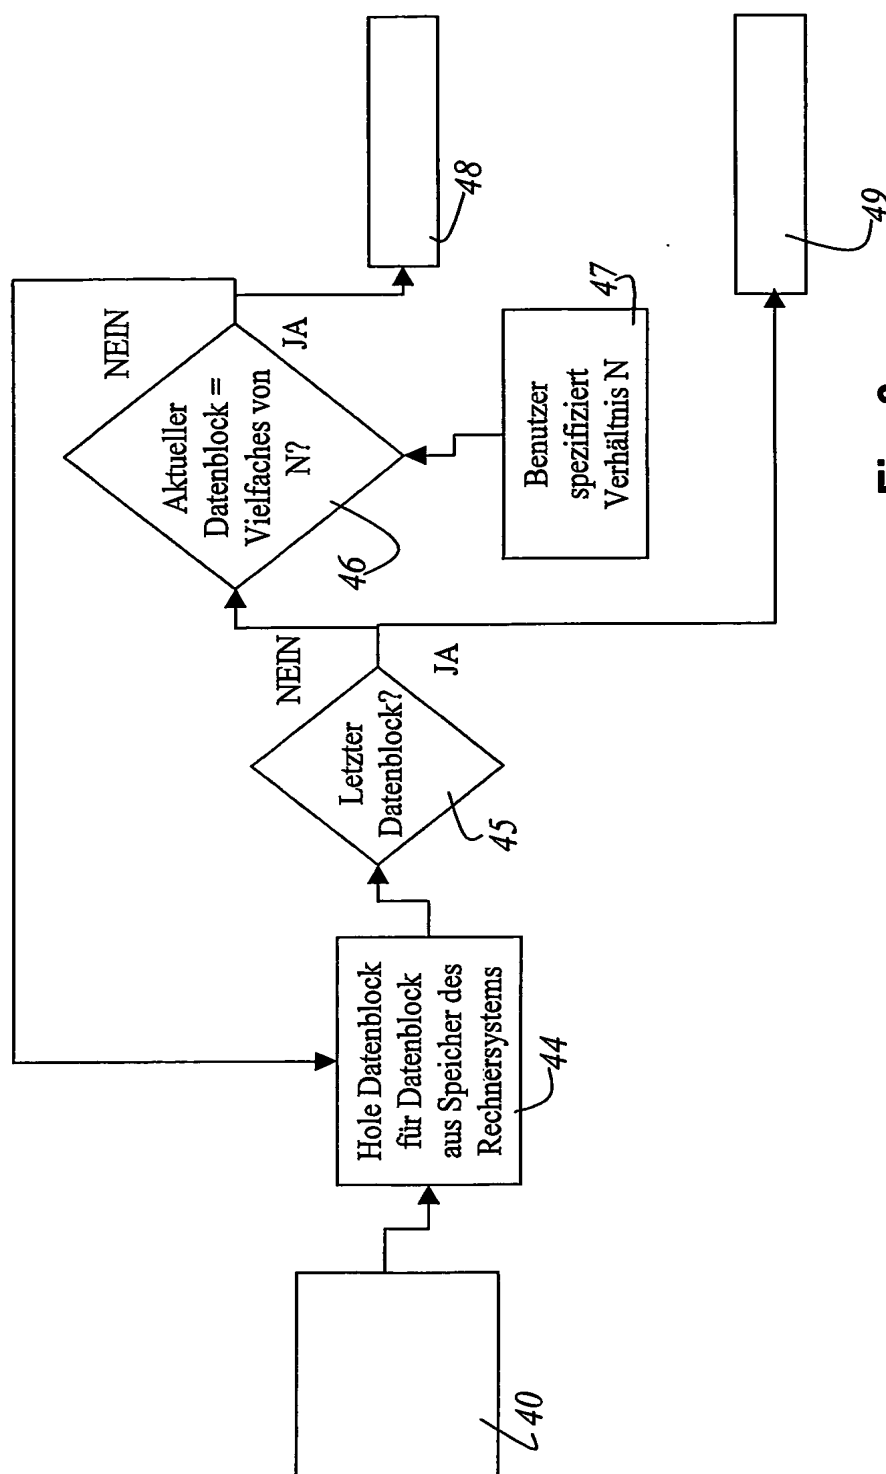 40
Hole Datenblock
für Datenblock
aus Speicher des
Rechnersystems
44
Letzter
Datenblock?
45
NEIN
JA
Aktueller
Datenblock =
Vielfaches von
N?
46
NEIN
JA
Benutzer
spezifiziert
Verhältnis N
47
48
49